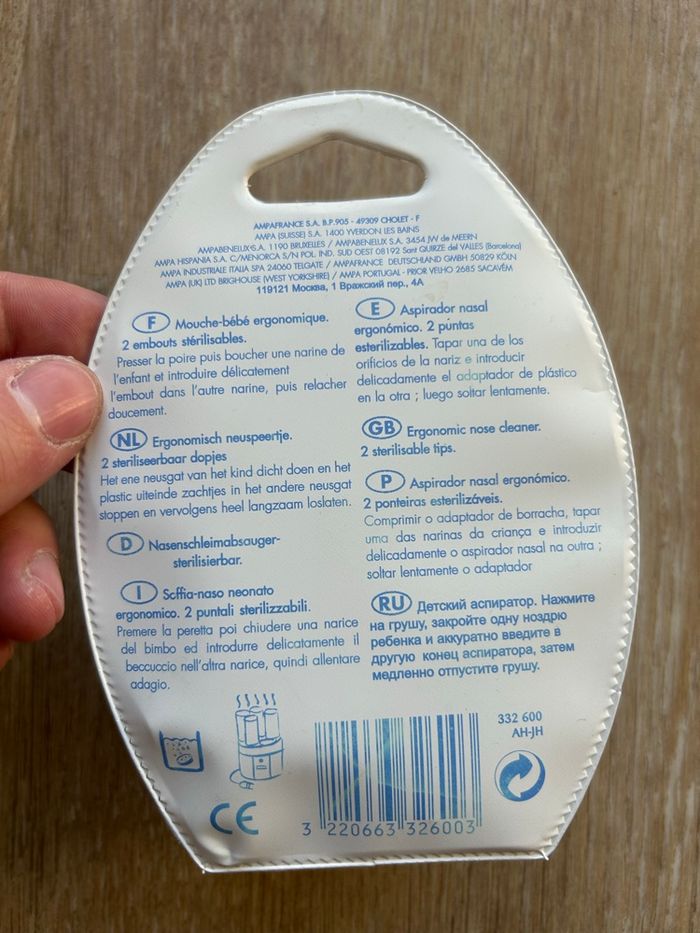 AMPAFRANCE S.A. B.P.905 - 49309 CHOLET - F
AMPA (SUISSE) S.A. 1400 YVERDON LES BAINS
AMPABENELUX-S.A. 1190 BRUXELLES / AMPABENELUX S.A. 3454 JW de MEERN
AMPA HISPANIA S.A. C/MENORCA S/N POL. IND. SUD OEST 08192 Sant QUIRZE del VALLES (Barcelona)
AMPA INDUSTRIALE ITALIA SPA 24060 TELGATE / AMPAFRANCE DEUTSCHLAND GMBH 50829 KÖLN
AMPA (UK) LTD BRIGHOUSE (WEST YORKSHIRE) / AMPA PORTUGAL - PRIOR VELHO 2685 SACAVÉM
119121 Москва, 1 Вражский пер., 4А
F Mouche-bébé ergonomique.
2 embouts stérilisables.
Presser la poire puis boucher une narine de
l'enfant et introduire délicatement
l'embout dans l'autre narine, puis relacher
doucement.
NL Ergonomisch neuspeertje.
2 steriliseerbaar dopjes
Het ene neusgat van het kind dicht doen en het
plastic uiteinde zachtjes in het andere neusgat
stoppen en vervolgens heel langzaam loslaten.
D Nasenschleimabsauger-
sterilisierbar.
I Scffia-naso neonato
ergonomico. 2 puntali sterilizzabili.
Premere la peretta poi chiudere una narice
del bimbo ed introdurre delicatamente il
beccuccio nell'altra narice, quindi allentare
adagio.
E Aspirador nasal
ergonómico. 2 púntas
esterilizables. Tapar una de los
orificios de la nariz e introducir
delicadamente el adaptador de plástico
en la otra ; luego soltar lentamente.
GB Ergonomic nose cleaner.
2 sterilisable tips.
P Aspirador nasal ergonómico.
2 ponteiras esterilizáveis.
Comprimir o adaptador de borracha, tapar
uma das narinas da criança e introduzir
delicadamente o aspirador nasal na outra ;
soltar lentamente o adaptador
RU Детский аспиратор. Нажмите
на грушу, закройте одну ноздрю
ребенка и аккуратно введите в
другую конец аспиратора, затем
медленно отпустите грушу.
332 600
AH-JH
CE
3 220663 326003